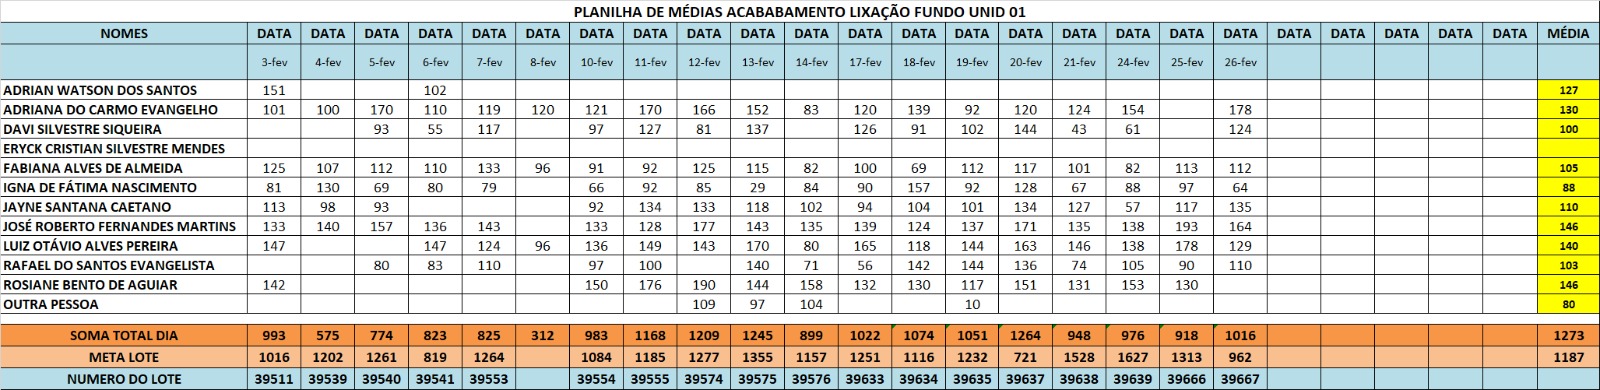 PLANILHA DE MÉDIAS ACABABAMENTO LIXAÇÃO FUNDO UNID 01
NOMES DATA DATA DATA DATA DATA DATA DATA DATA DATA DATA DATA DATA DATA DATA DATA DATA DATA DATA DATA DATA DATA DATA DATA DATA MÉDIA
3-fev 4-fev 5-fev 6-fev 7-fev 8-fev 10-fev 11-fev 12-fev 13-fev 14-fev 17-fev 18-fev 19-fev 20-fev 21-fev 24-fev 25-fev 26-fev
ADRIAN WATSON DOS SANTOS 151 102 127
ADRIANA DO CARMO EVANGELHO 101 100 170 110 119 120 121 170 166 152 83 120 139 92 120 124 154 178 130
DAVI SILVESTRE SIQUEIRA 93 55 117 97 127 81 137 126 91 102 144 43 61 124 100
ERYCK CRISTIAN SILVESTRE MENDES
FABIANA ALVES DE ALMEIDA 125 107 112 110 133 96 91 92 125 115 82 100 69 112 117 101 82 113 112 105
IGNA DE FÁTIMA NASCIMENTO 81 130 69 80 79 66 92 85 29 84 90 157 92 128 67 88 97 64 88
JAYNE SANTANA CAETANO 113 98 93 92 134 133 118 102 94 104 101 134 127 57 117 135 110
JOSÉ ROBERTO FERNANDES MARTINS 133 140 157 136 143 133 128 177 143 135 139 124 137 171 135 138 193 164 146
LUIZ OTÁVIO ALVES PEREIRA 147 147 124 96 136 149 143 170 80 165 118 144 163 146 138 178 129 140
RAFAEL DO SANTOS EVANGELISTA 80 83 110 97 100 140 71 56 142 144 136 74 105 90 110 103
ROSIANE BENTO DE AGUIAR 142 150 176 190 144 158 132 130 117 151 131 153 130 146
OUTRA PESSOA 109 97 104 10 80
SOMA TOTAL DIA 993 575 774 823 825 312 983 1168 1209 1245 899 1022 1074 1051 1264 948 976 918 1016 1273
META LOTE 1016 1202 1261 819 1264 1084 1185 1277 1355 1157 1251 1116 1232 721 1528 1627 1313 962 1187
NUMERO DO LOTE 39511 39539 39540 39541 39553 39554 39555 39574 39575 39576 39633 39634 39635 39637 39638 39639 39666 39667